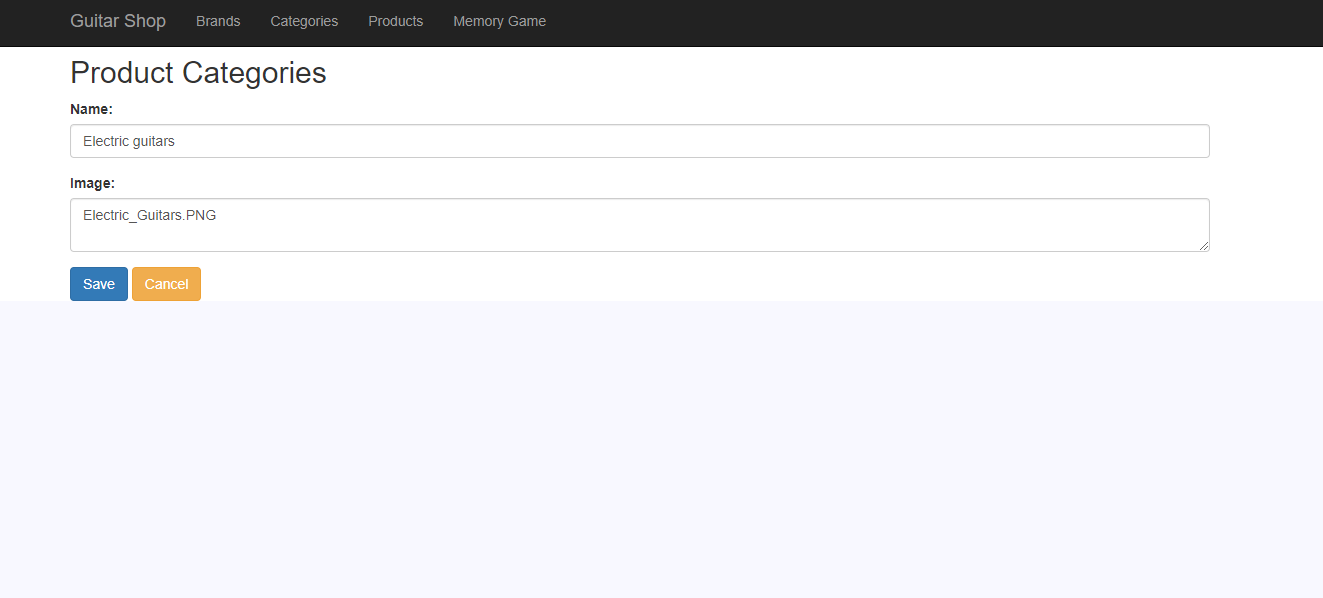 Guitar Shop Brands Categories Products Memory Game
Product Categories
Name:
Electric guitars
Image:
Electric_Guitars.PNG
Save Cancel